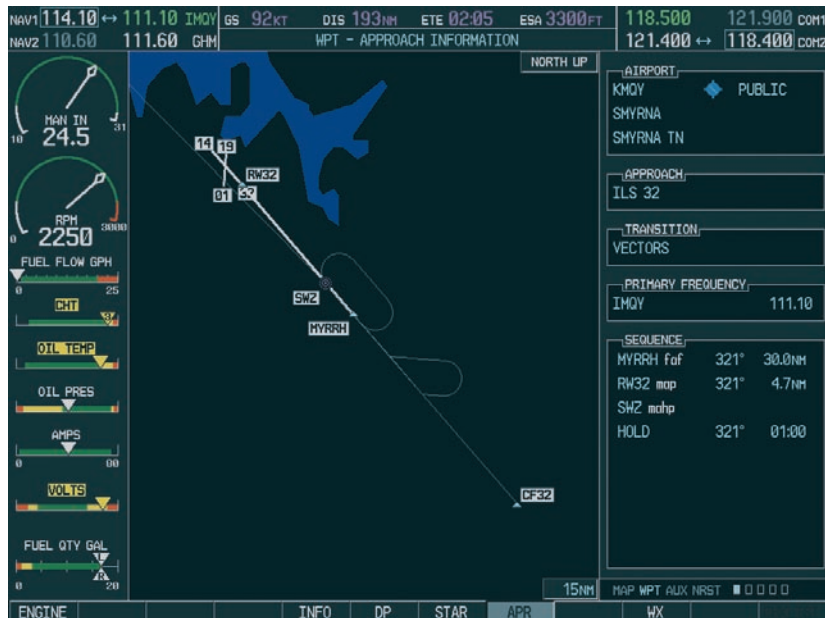 NAV1 114.10 ↔ 111.10 IMQY
NAV2 110.60 111.60 GHM
GS 92KT DIS 193NM ETE 02:05 ESA 3300FT
WPT - APPROACH INFORMATION
118.500 121.900 COM1
121.400 ↔ 118.400 COM2
MAN IN
24.5
10 31
RPM
2250
0 3000
FUEL FLOW GPH
0 25
CHT
3
OIL TEMP
OIL PRES
AMPS
0 80
VOLTS
FUEL QTY GAL
L
R
0 20
NORTH UP
14 19
RW32
01 32
SWZ
MYRRH
CF32
15NM
AIRPORT
KMQY PUBLIC
SMYRNA
SMYRNA TN
APPROACH
ILS 32
TRANSITION
VECTORS
PRIMARY FREQUENCY
IMQY 111.10
SEQUENCE
MYRRH faf 321° 30.0NM
RW32 map 321° 4.7NM
SWZ mahp
HOLD 321° 01:00
MAP WPT AUX NRST
ENGINE INFO DP STAR APR WX